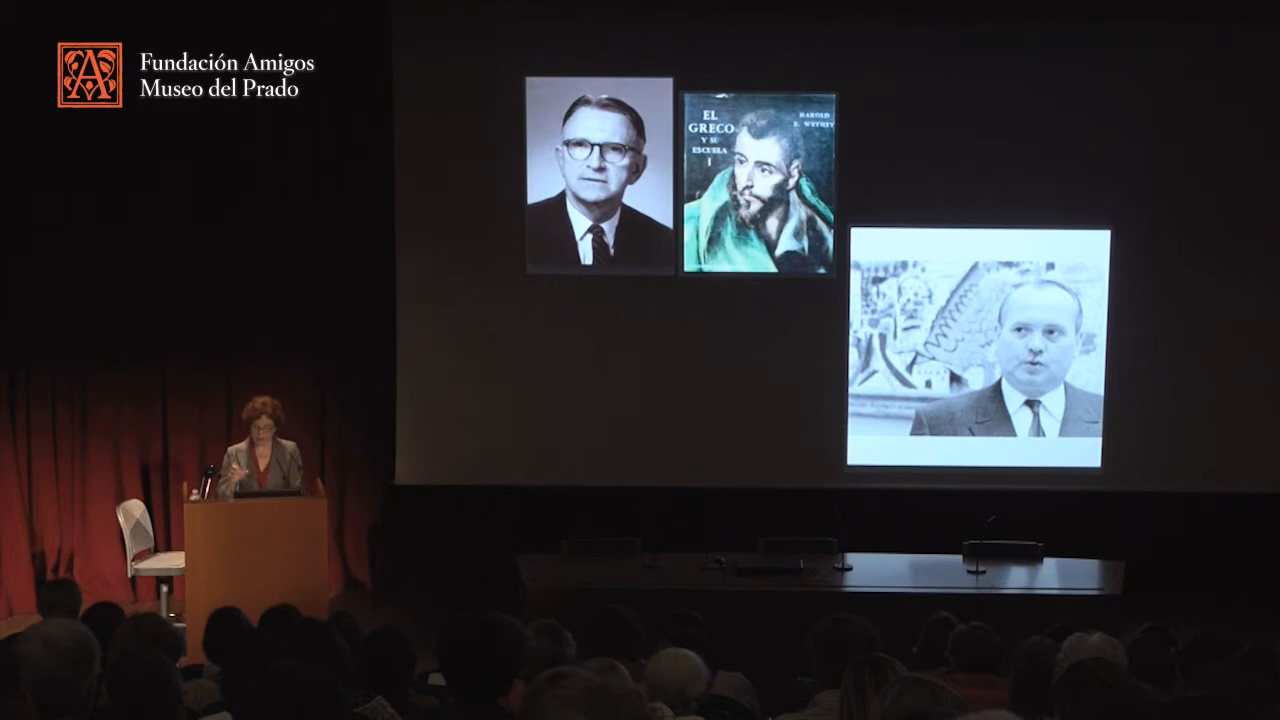 Fundación Amigos
Museo del Prado
EL
GRECO
Y SU
ESCUELA
I
HAROLD
E. WETHEY